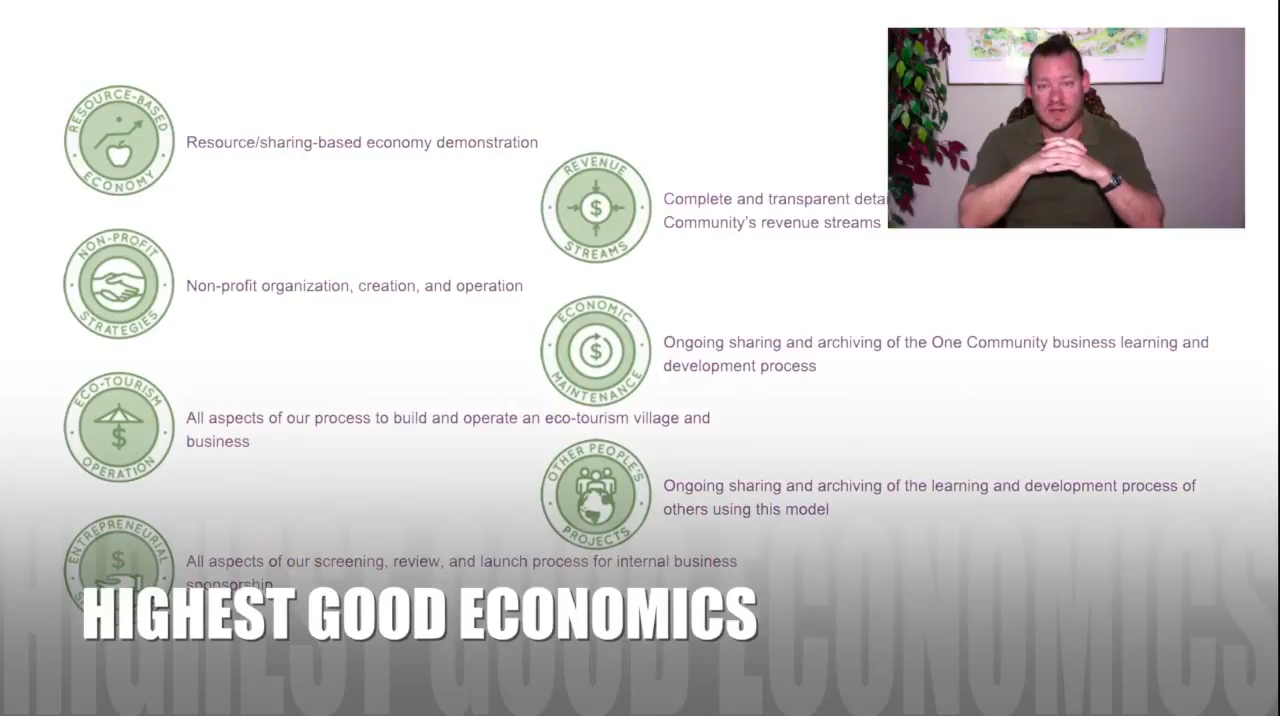 RESOURCE-BASED
ECONOMY
Resource/sharing-based economy demonstration
NON-PROFIT
STRATEGIES
Non-profit organization, creation, and operation
ECO-TOURISM
OPERATION
$
All aspects of our process to build and operate an eco-tourism village and
business
ENTREPRENEURIAL
$
All aspects of our screening, review, and launch process for internal business
sponsorship
REVENUE
STREAMS
$
Complete and transparent detai
Community's revenue streams
ECONOMIC
MAINTENANCE
$
Ongoing sharing and archiving of the One Community business learning and
development process
OTHER PEOPLE'S
PROJECTS
Ongoing sharing and archiving of the learning and development process of
others using this model
HIGHEST GOOD ECONOMICS
HIGHEST GOOD ECONOMICS